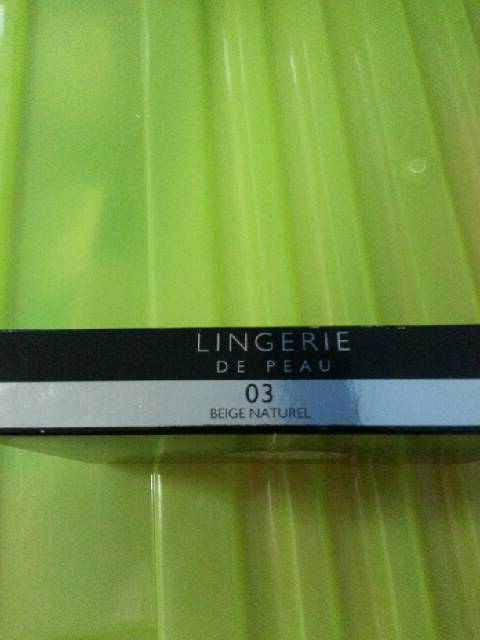 LINGERIE
DE PEAU
03
BEIGE NATUREL